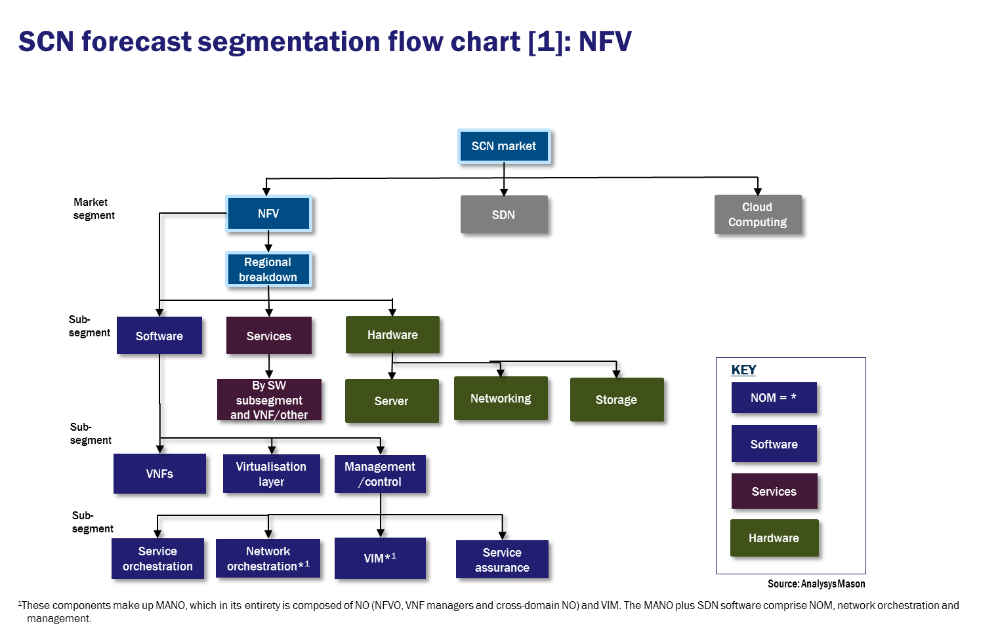 SCN forecast segmentation flow chart [1]: NFV
SCN market
Market
segment
NFV
SDN
Cloud
Computing
Regional
breakdown
Sub-
segment
Software
Services
Hardware
By SW
subsegment
and VNF/other
Server
Networking
Storage
Sub-
segment
VNFs
Virtualisation
layer
Management
/control
Sub-
segment
Service
orchestration
Network
orchestration*¹
VIM*¹
Service
assurance
KEY
NOM = *
Software
Services
Hardware
Source: Analysys Mason
¹These components make up MANO, which in its entirety is composed of NO (NFVO, VNF managers and cross-domain NO) and VIM. The MANO plus SDN software comprise NOM, network orchestration and
management.